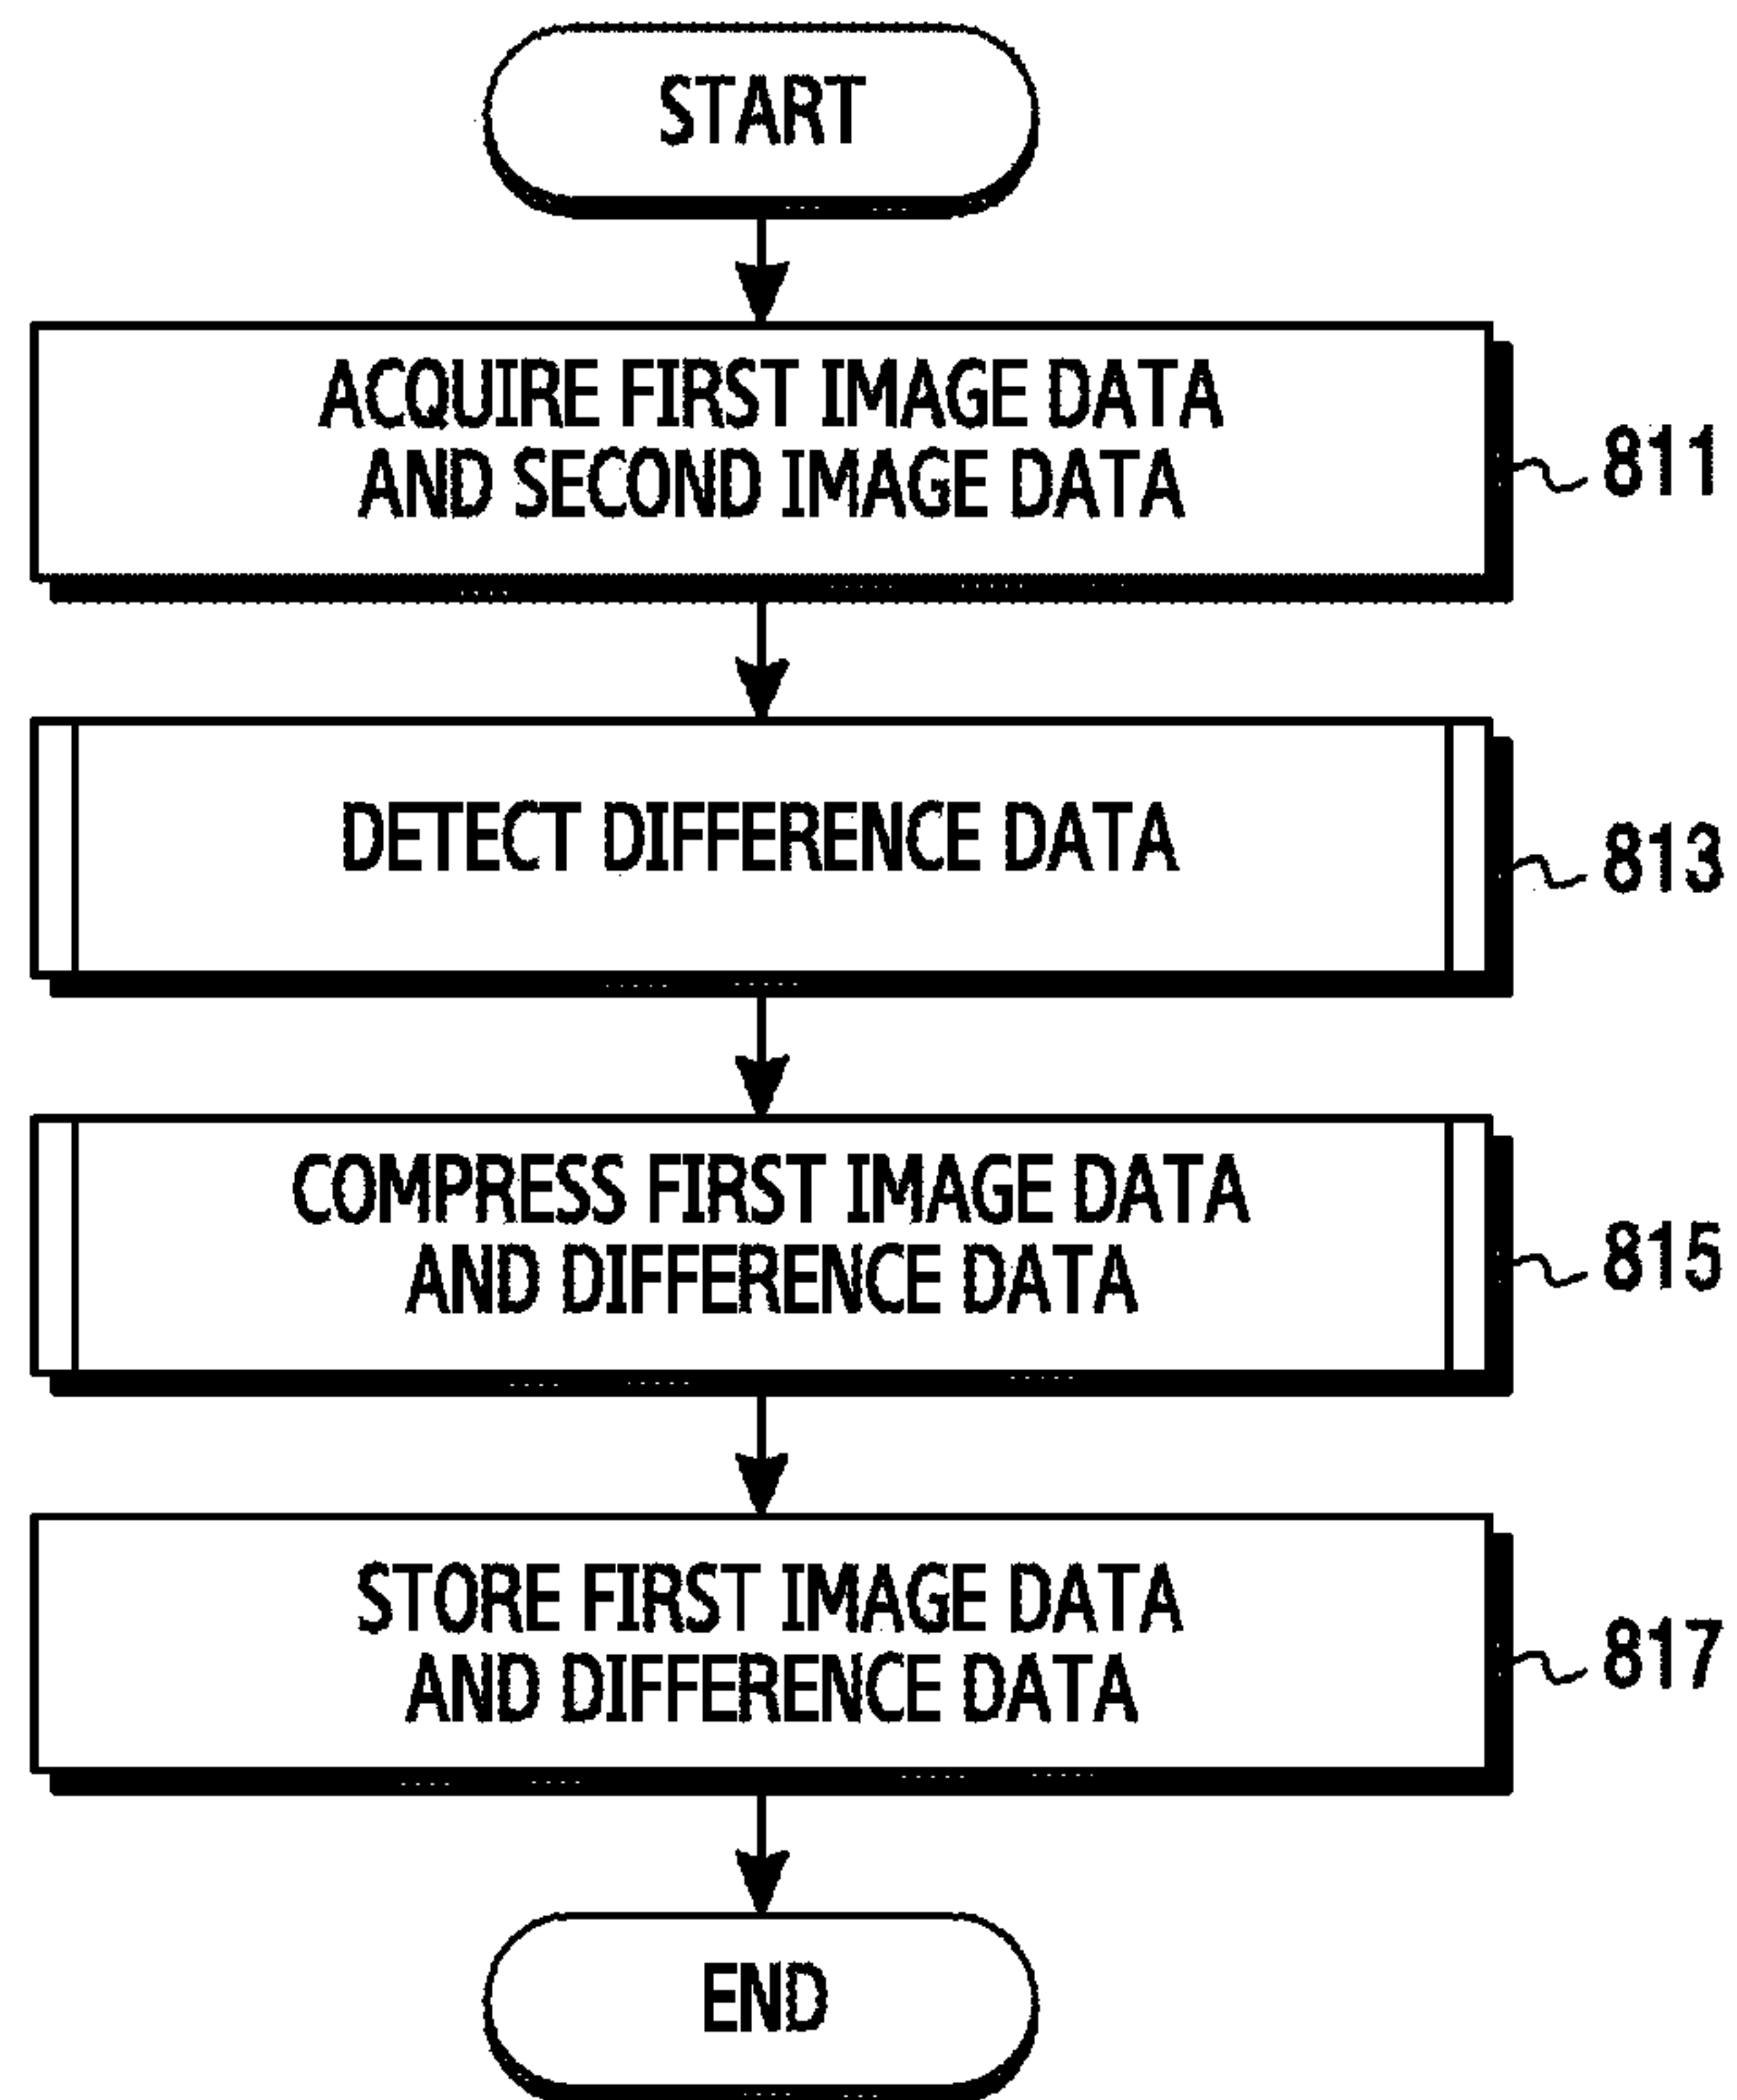 START
ACQUIRE FIRST IMAGE DATA
AND SECOND IMAGE DATA
811
DETECT DIFFERENCE DATA
813
COMPRESS FIRST IMAGE DATA
AND DIFFERENCE DATA
815
STORE FIRST IMAGE DATA
AND DIFFERENCE DATA
817
END